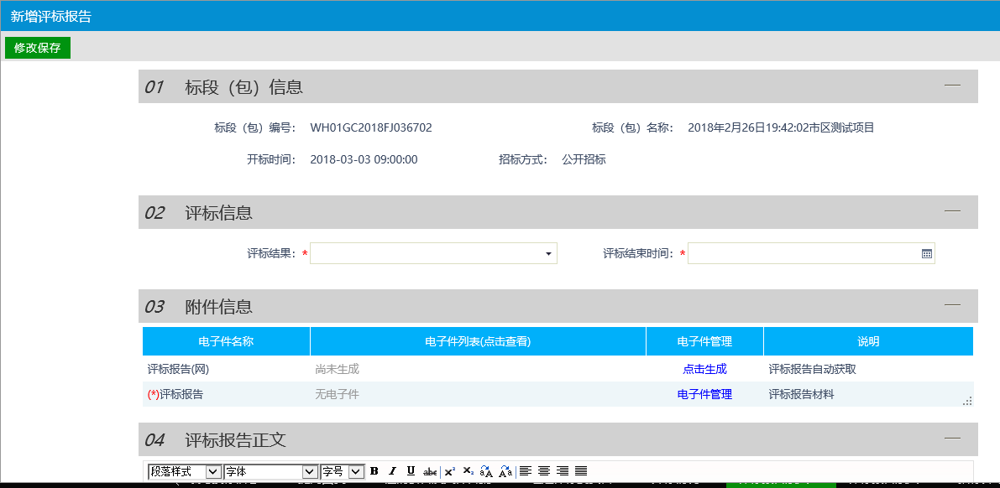 新增评标报告
修改保存
01 标段（包）信息
标段（包）编号： WH01GC2018FJ036702 标段（包）名称： 2018年2月26日19:42:02市区测试项目
开标时间： 2018-03-03 09:00:00 招标方式： 公开招标
02 评标信息
评标结果：* 评标结束时间：*
03 附件信息
电子件名称 电子件列表(点击查看) 电子件管理 说明
评标报告(网) 尚未生成 点击生成 评标报告自动获取
(*)评标报告 无电子件 电子件管理 评标报告材料
04 评标报告正文
段落样式 字体 字号 B I U abc x² x₂ aA Aa